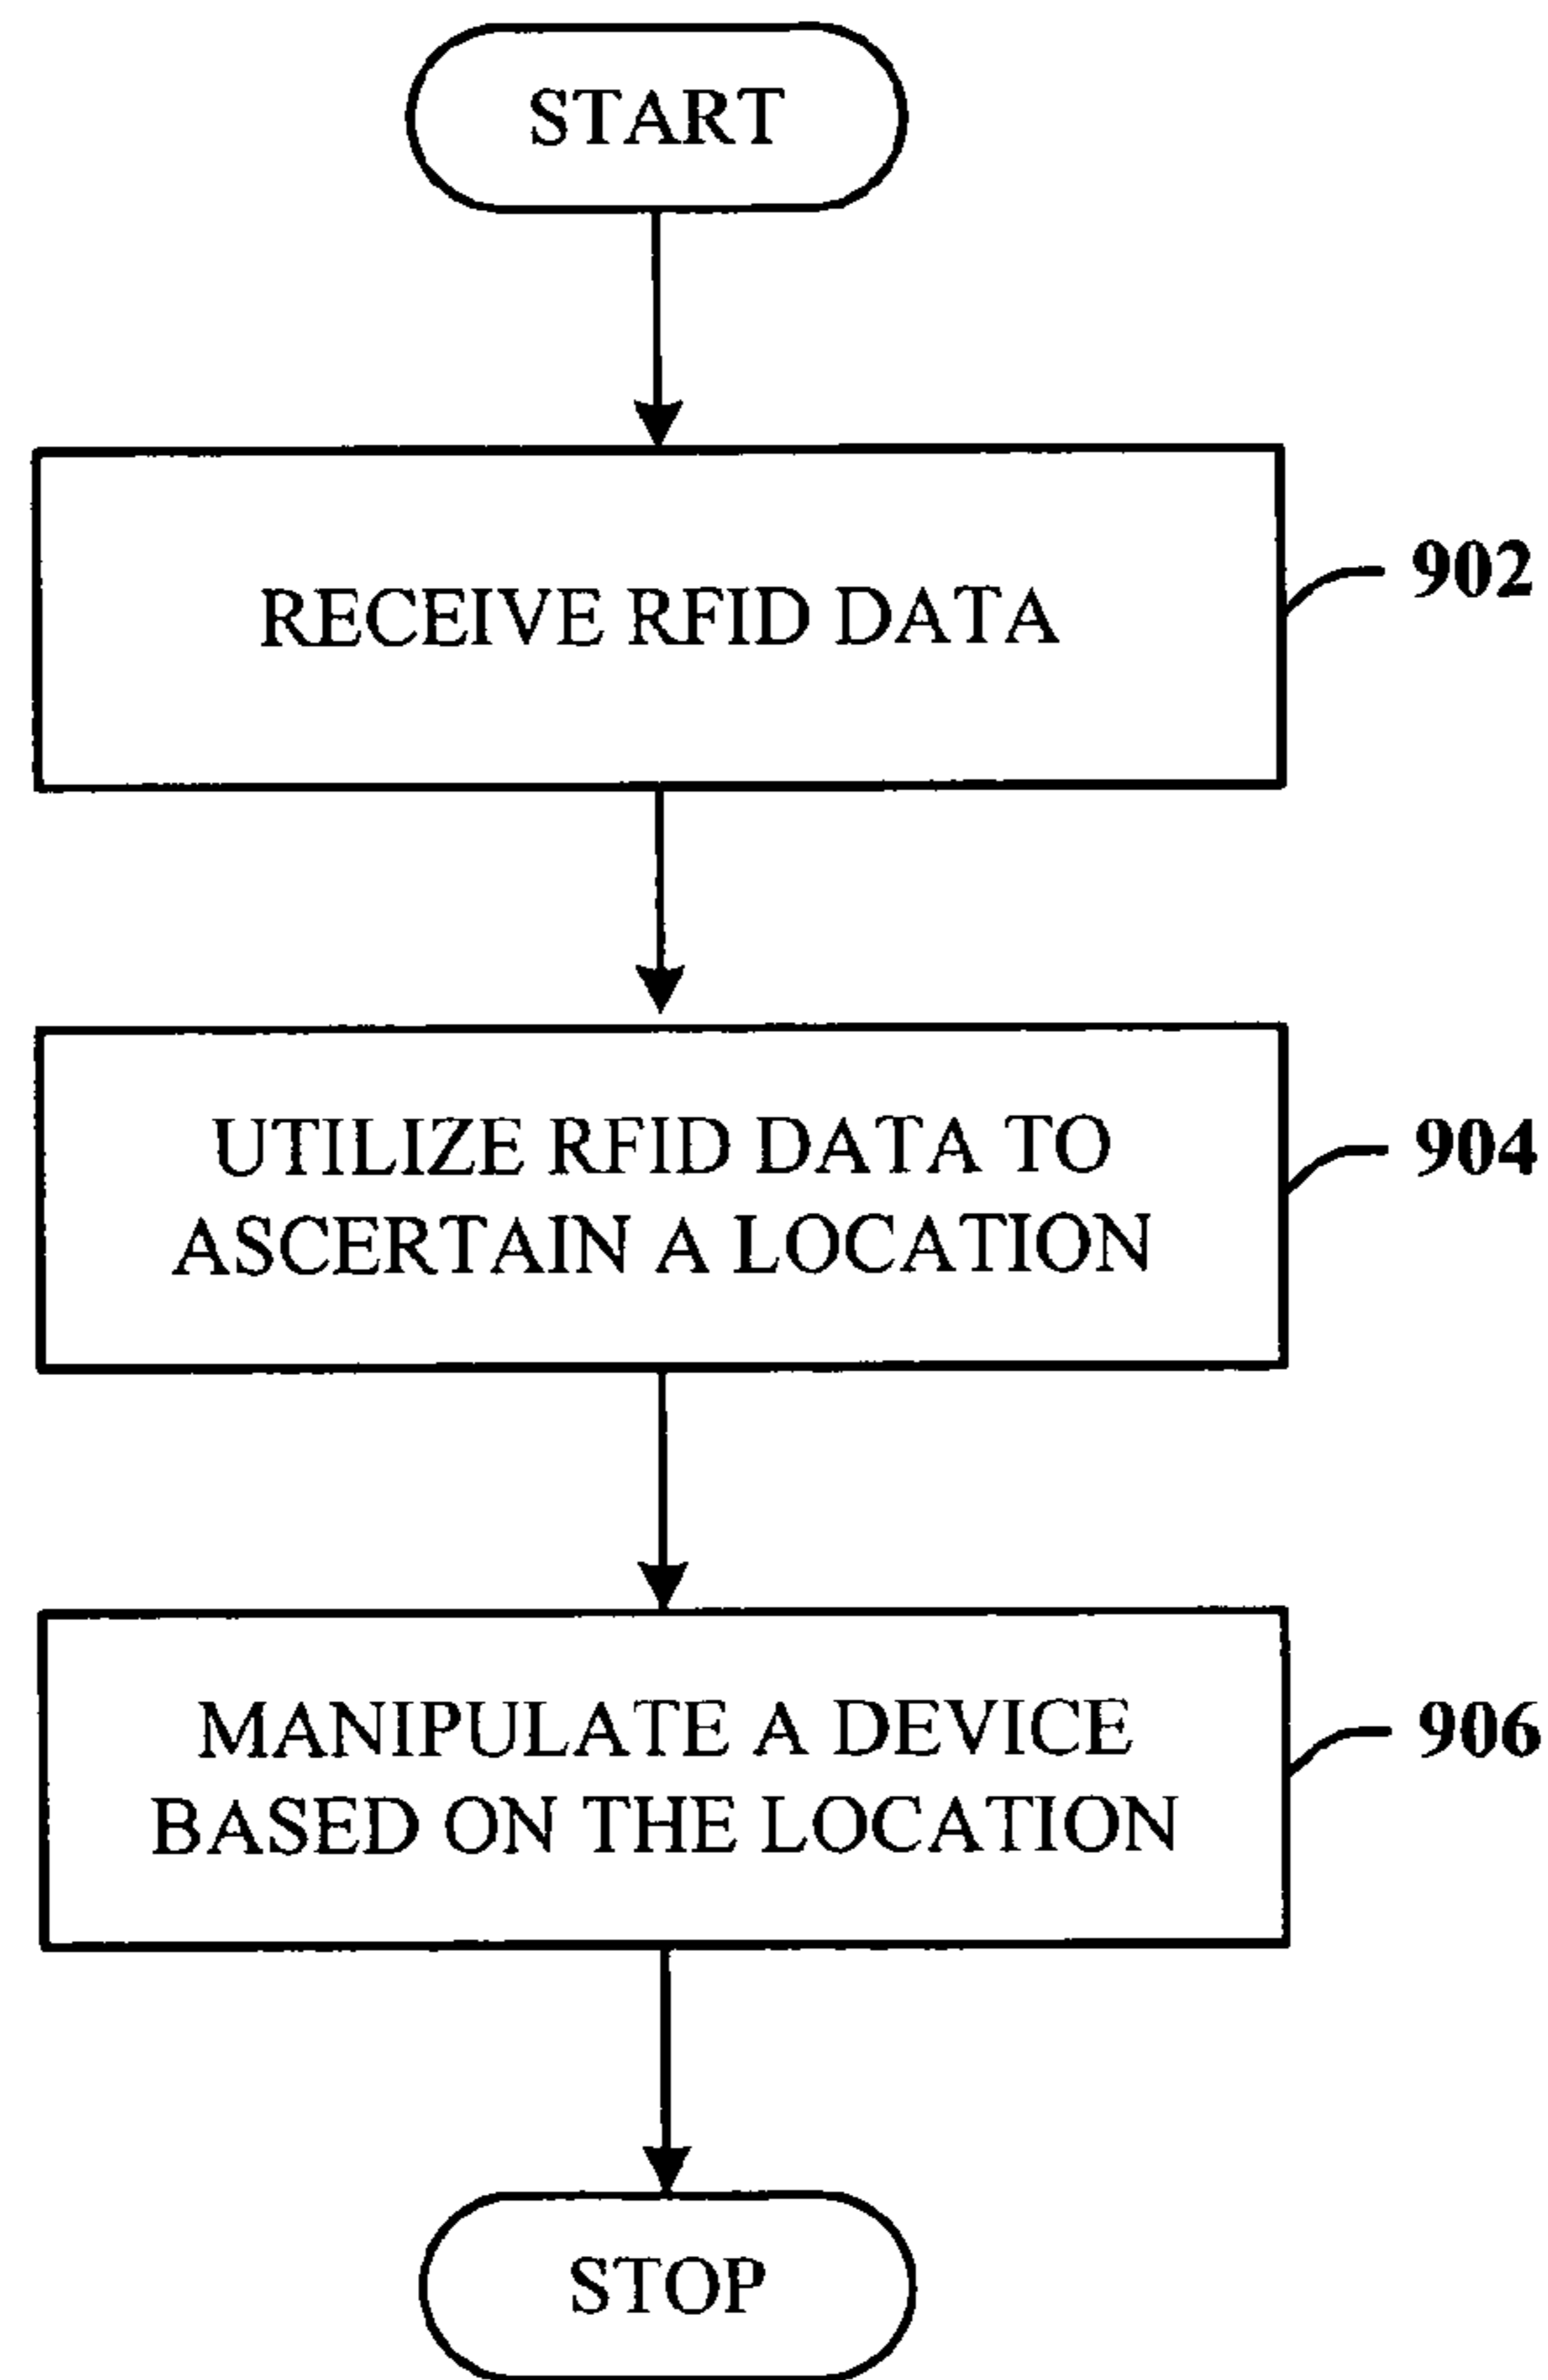 START
RECEIVE RFID DATA
902
UTILIZE RFID DATA TO
ASCERTAIN A LOCATION
904
MANIPULATE A DEVICE
BASED ON THE LOCATION
906
STOP